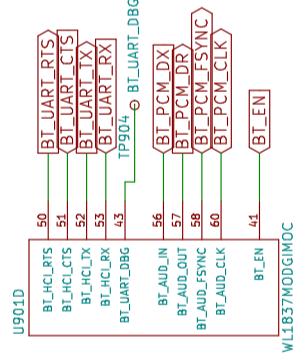 U901D
BT_HCI_RTS 50 BT_UART_RTS
BT_HCI_CTS 51 BT_UART_CTS
BT_HCI_TX 52 BT_UART_TX
BT_HCI_RX 53 BT_UART_RX
BT_UART_DBG 43 TP904 BT_UART_DBG
BT_AUD_IN 56 BT_PCM_DX
BT_AUD_OUT 57 BT_PCM_DR
BT_AUD_FSYNC 58 BT_PCM_FSYNC
BT_AUD_CLK 60 BT_PCM_CLK
BT_EN 41 BT_EN
WL1837MODGIMOC